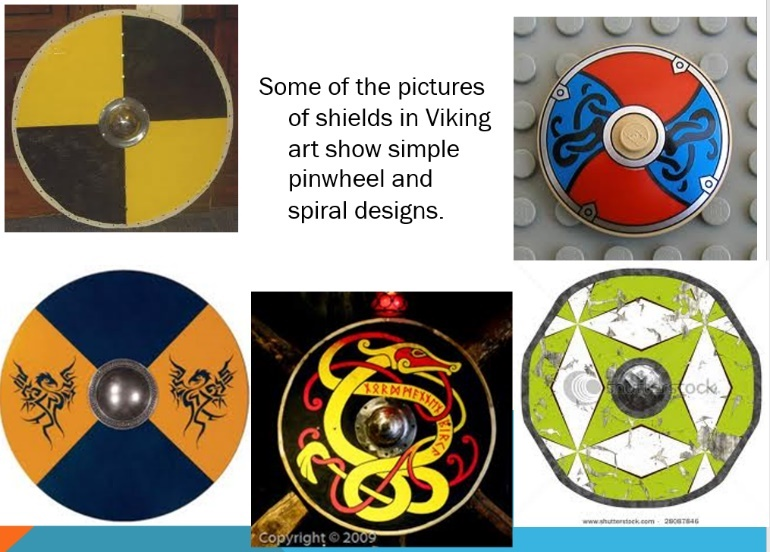 Some of the pictures
of shields in Viking
art show simple
pinwheel and
spiral designs.
shutterstock
Copyright © 2009
www.shutterstock.com · 28087846